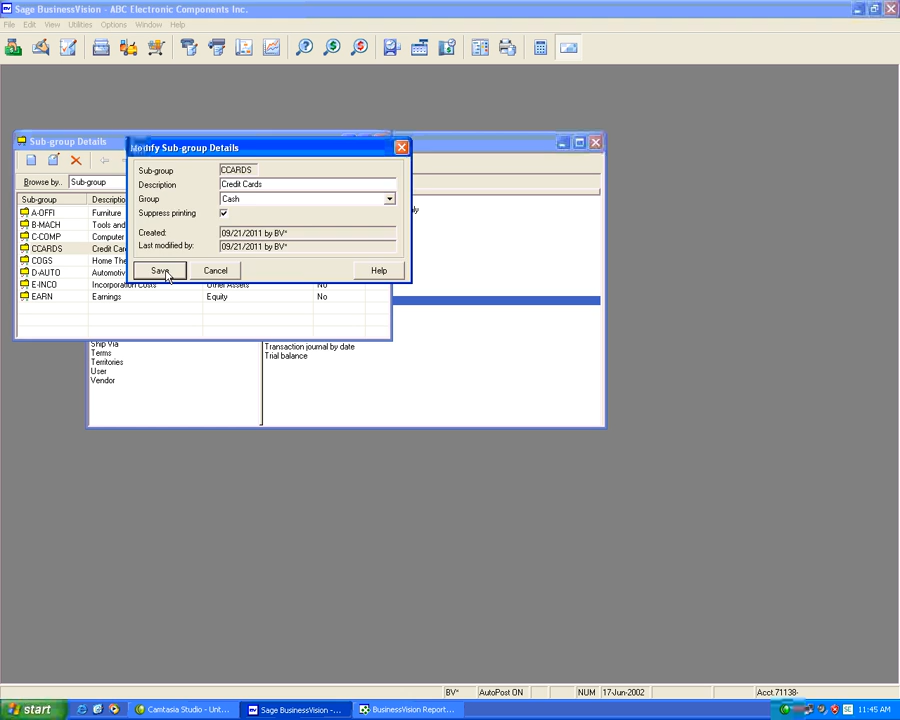 Sage BusinessVision - ABC Electronic Components Inc.
File Edit View Utilities Options Window Help
Sub-group Details
Modify Sub-group Details
Sub-group CCARDS
Description Credit Cards
Group Cash
Suppress printing
Created: 09/21/2011 by BV*
Last modified by: 09/21/2011 by BV*
Save Cancel Help
Browse by.. Sub-group
Sub-group
A-OFFI Furniture
B-MACH Tools and
C-COMP Computer
CCARDS Credit
COGS Home
D-AUTO
E-INCO Incorporation Costs Other Assets No
EARN Earnings Equity No
Ship Via
Terms
Territories
User
Vendor
Transaction journal by date
Trial balance
BV* AutoPost ON NUM 17-Jun-2002 Acct.71138-
start Camtasia Studio - Unt... Sage BusinessVision -... BusinessVision Report... SE 11:45 AM